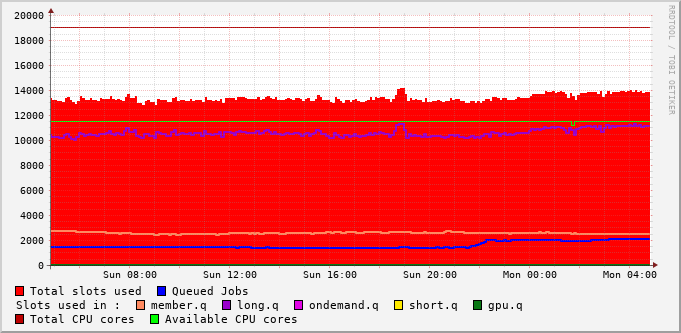 20000
18000
16000
14000
12000
10000
8000
6000
4000
2000
0
Sun 08:00 Sun 12:00 Sun 16:00 Sun 20:00 Mon 00:00 Mon 04:00
RRDTOOL / TOBI OETIKER
Total slots used Queued Jobs
Slots used in : member.q long.q ondemand.q short.q gpu.q
Total CPU cores Available CPU cores